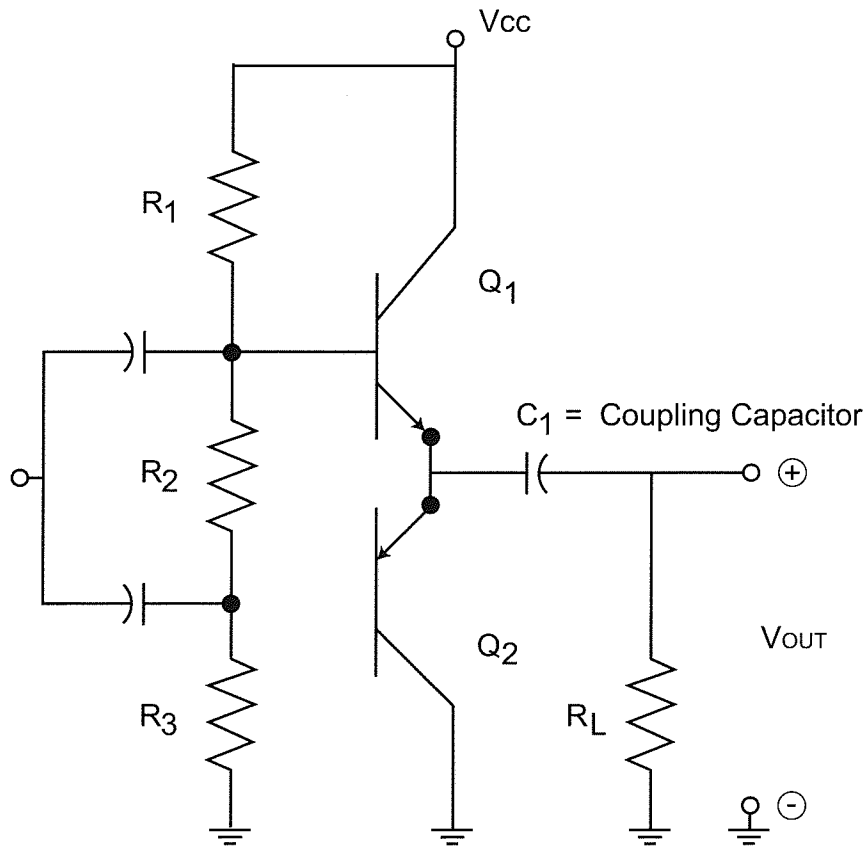 Vcc
R1
Q1
C1 = Coupling Capacitor
R2
+
Q2
VOUT
R3
RL
-